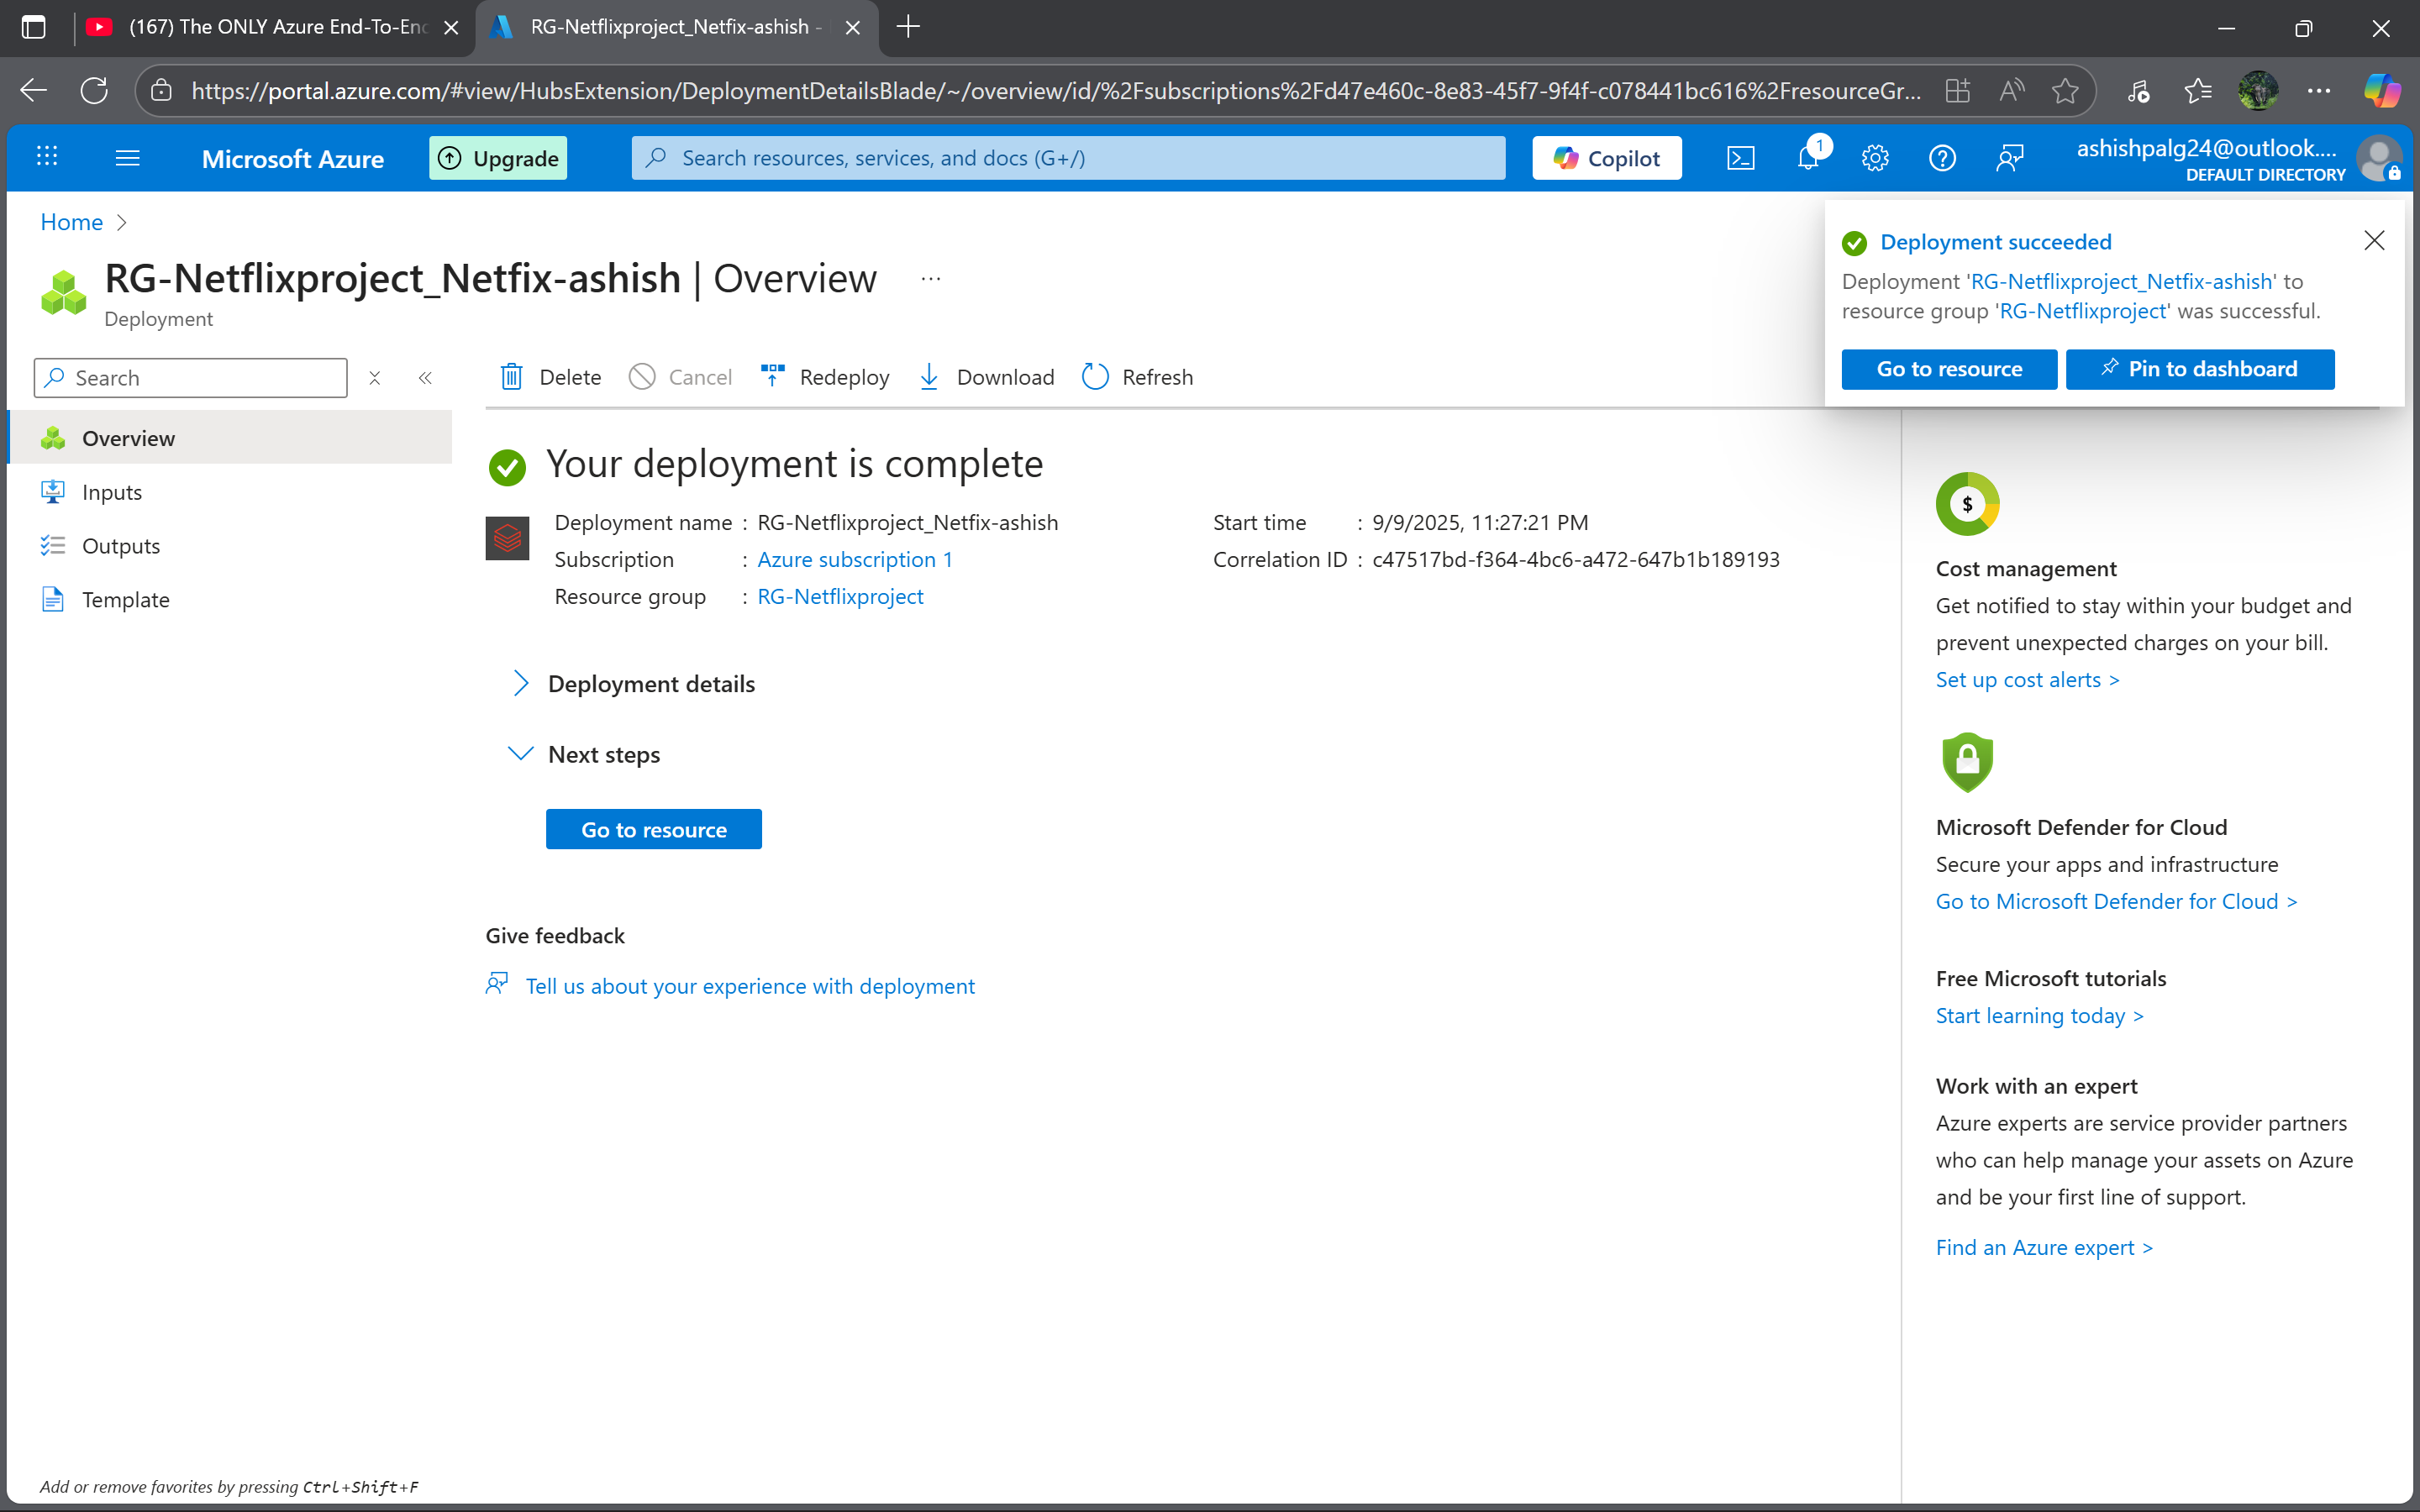 (167) The ONLY Azure End-To-End
RG-Netflixproject_Netfix-ashish -
https://portal.azure.com/#view/HubsExtension/DeploymentDetailsBlade/~/overview/id/%2Fsubscriptions%2Fd47e460c-8e83-45f7-9f4f-c078441bc616%2FresourceGr...
Microsoft Azure
Upgrade
Search resources, services, and docs (G+/)
Copilot
1
ashishpalg24@outlook....
DEFAULT DIRECTORY
Home
RG-Netflixproject_Netfix-ashish | Overview
Deployment
Deployment succeeded
Deployment 'RG-Netflixproject_Netfix-ashish' to
resource group 'RG-Netflixproject' was successful.
Go to resource
Pin to dashboard
Search
Delete
Cancel
Redeploy
Download
Refresh
Overview
Inputs
Outputs
Template
Your deployment is complete
Deployment name : RG-Netflixproject_Netfix-ashish
Subscription : Azure subscription 1
Resource group : RG-Netflixproject
Start time : 9/9/2025, 11:27:21 PM
Correlation ID : c47517bd-f364-4bc6-a472-647b1b189193
Deployment details
Next steps
Go to resource
Give feedback
Tell us about your experience with deployment
$
Cost management
Get notified to stay within your budget and
prevent unexpected charges on your bill.
Set up cost alerts >
Microsoft Defender for Cloud
Secure your apps and infrastructure
Go to Microsoft Defender for Cloud >
Free Microsoft tutorials
Start learning today >
Work with an expert
Azure experts are service provider partners
who can help manage your assets on Azure
and be your first line of support.
Find an Azure expert >
Add or remove favorites by pressing Ctrl+Shift+F